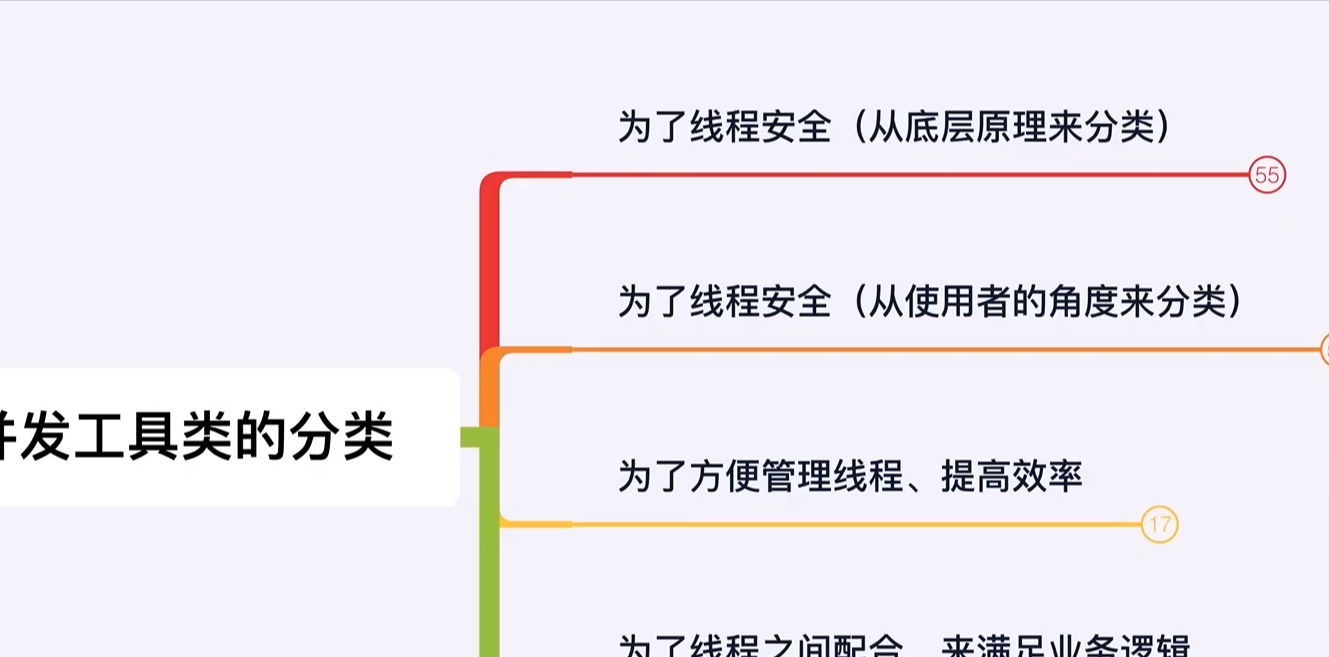 为了线程安全（从底层原理来分类）
55
为了线程安全（从使用者的角度来分类）
并发工具类的分类
为了方便管理线程、提高效率
17
为了线程之间配合，来满足业务逻辑